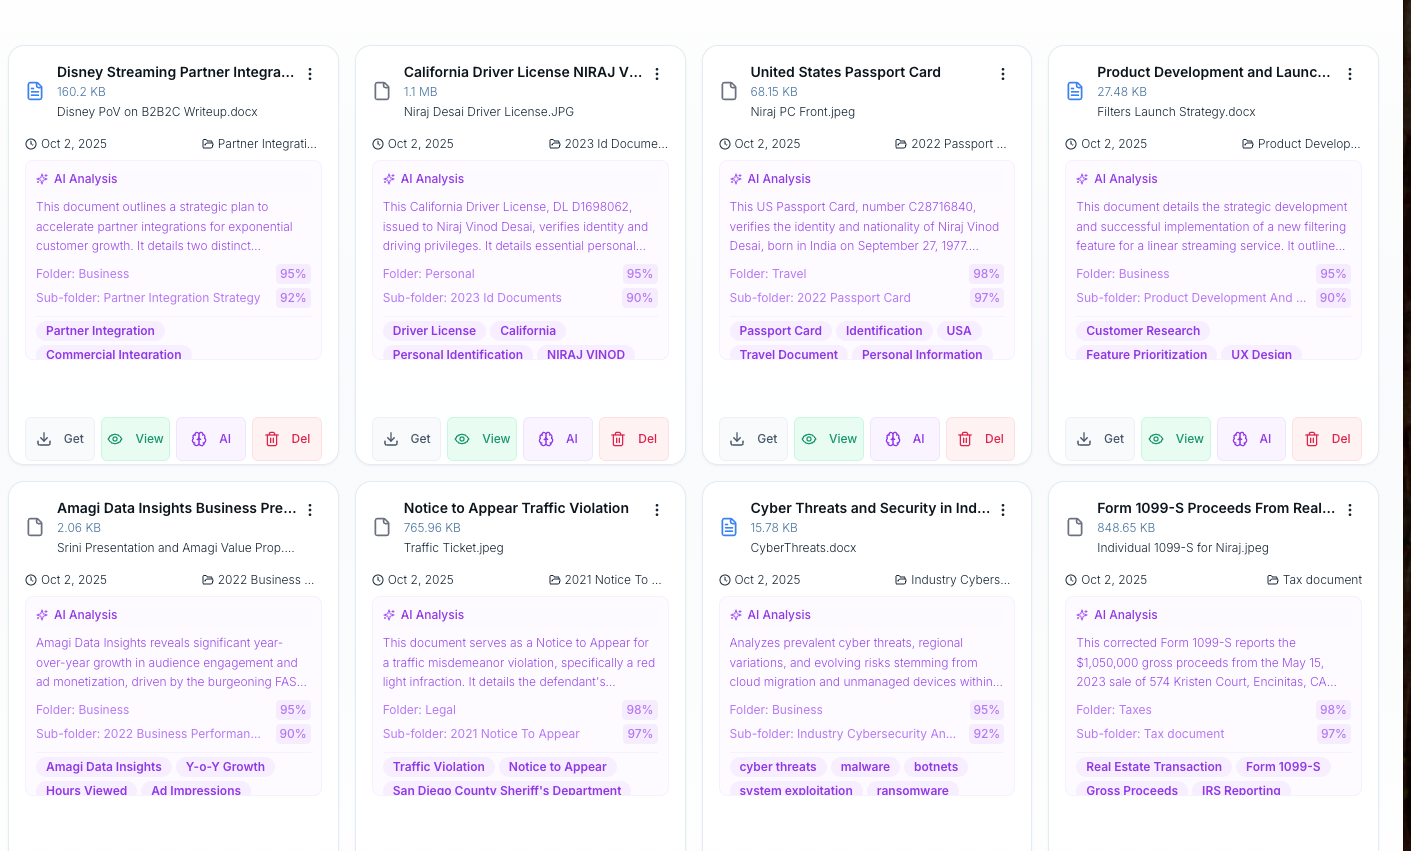 Disney Streaming Partner Integra...
160.2 KB
Disney PoV on B2B2C Writeup.docx
Oct 2, 2025
Partner Integrati...
AI Analysis
This document outlines a strategic plan to
accelerate partner integrations for exponential
customer growth. It details two distinct...
Folder: Business
95%
Sub-folder: Partner Integration Strategy
92%
Partner Integration
Commercial Integration
Get
View
AI
Del
California Driver License NIRAJ V...
1.1 MB
Niraj Desai Driver License.JPG
Oct 2, 2025
2023 Id Docume...
AI Analysis
This California Driver License, DL D1698062,
issued to Niraj Vinod Desai, verifies identity and
driving privileges. It details essential personal...
Folder: Personal
95%
Sub-folder: 2023 Id Documents
90%
Driver License
California
Personal Identification
NIRAJ VINOD
Get
View
AI
Del
United States Passport Card
68.15 KB
Niraj PC Front.jpeg
Oct 2, 2025
2022 Passport ...
AI Analysis
This US Passport Card, number C28716840,
verifies the identity and nationality of Niraj Vinod
Desai, born in India on September 27, 1977....
Folder: Travel
98%
Sub-folder: 2022 Passport Card
97%
Passport Card
Identification
USA
Travel Document
Personal Information
Get
View
AI
Del
Product Development and Launc...
27.48 KB
Filters Launch Strategy.docx
Oct 2, 2025
Product Develop...
AI Analysis
This document details the strategic development
and successful implementation of a new filtering
feature for a linear streaming service. It outline...
Folder: Business
95%
Sub-folder: Product Development And ...
90%
Customer Research
Feature Prioritization
UX Design
Get
View
AI
Del
Amagi Data Insights Business Pre...
2.06 KB
Srini Presentation and Amagi Value Prop....
Oct 2, 2025
2022 Business ...
AI Analysis
Amagi Data Insights reveals significant year-
over-year growth in audience engagement and
ad monetization, driven by the burgeoning FAS...
Folder: Business
95%
Sub-folder: 2022 Business Performan...
90%
Amagi Data Insights
Y-o-Y Growth
Hours Viewed
Ad Impressions
Notice to Appear Traffic Violation
765.96 KB
Traffic Ticket.jpeg
Oct 2, 2025
2021 Notice To ...
AI Analysis
This document serves as a Notice to Appear for
a traffic misdemeanor violation, specifically a red
light infraction. It details the defendant's...
Folder: Legal
98%
Sub-folder: 2021 Notice To Appear
97%
Traffic Violation
Notice to Appear
San Diego County Sheriff's Department
Cyber Threats and Security in Ind...
15.78 KB
CyberThreats.docx
Oct 2, 2025
Industry Cybers...
AI Analysis
Analyzes prevalent cyber threats, regional
variations, and evolving risks stemming from
cloud migration and unmanaged devices within...
Folder: Business
95%
Sub-folder: Industry Cybersecurity An...
92%
cyber threats
malware
botnets
system exploitation
ransomware
Form 1099-S Proceeds From Real...
848.65 KB
Individual 1099-S for Niraj.jpeg
Oct 2, 2025
Tax document
AI Analysis
This corrected Form 1099-S reports the
$1,050,000 gross proceeds from the May 15,
2023 sale of 574 Kristen Court, Encinitas, CA...
Folder: Taxes
98%
Sub-folder: Tax document
97%
Real Estate Transaction
Form 1099-S
Gross Proceeds
IRS Reporting